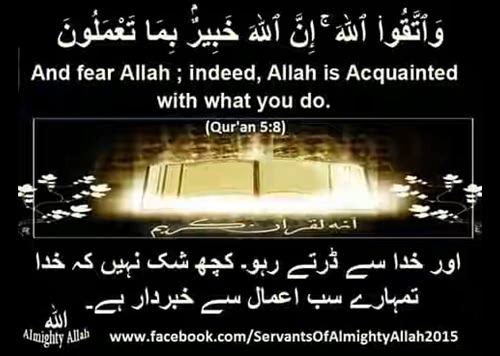 وَٱتَّقُوا۟ ٱللَّهَ ۚ إِنَّ ٱللَّهَ خَبِيرٌۢ بِمَا تَعْمَلُونَ
And fear Allah ; indeed, Allah is Acquainted
with what you do.
(Qur'an 5:8)
انه لقرآن كريم
اور خدا سے ڈرتے رہو۔ کچھ شک نہیں کہ خدا
تمہارے سب اعمال سے خبردار ہے۔
الله
Almighty Allah
www.facebook.com/ServantsOfAlmightyAllah2015